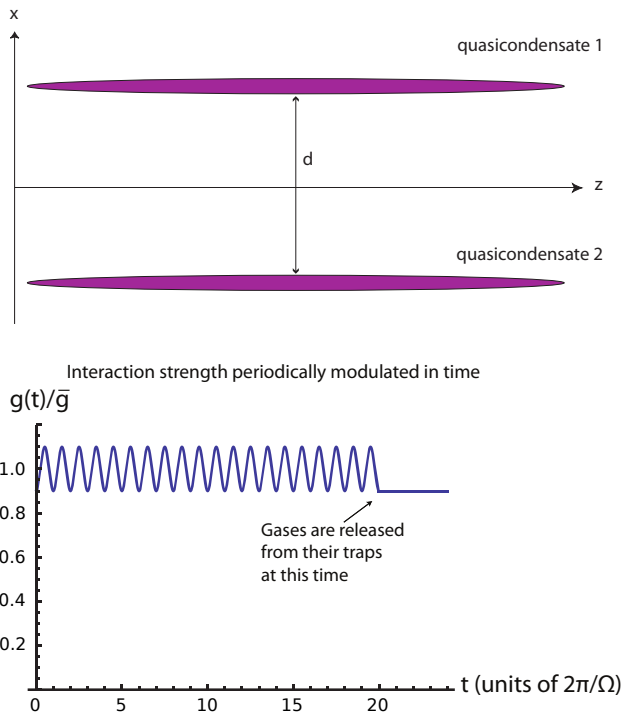 x
quasicondensate 1
d
z
quasicondensate 2
Interaction strength periodically modulated in time
g(t)/g̅
1.0
0.8
0.6
0.4
0.2
Gases are released
from their traps
at this time
0 5 10 15 20
t (units of 2π/Ω)